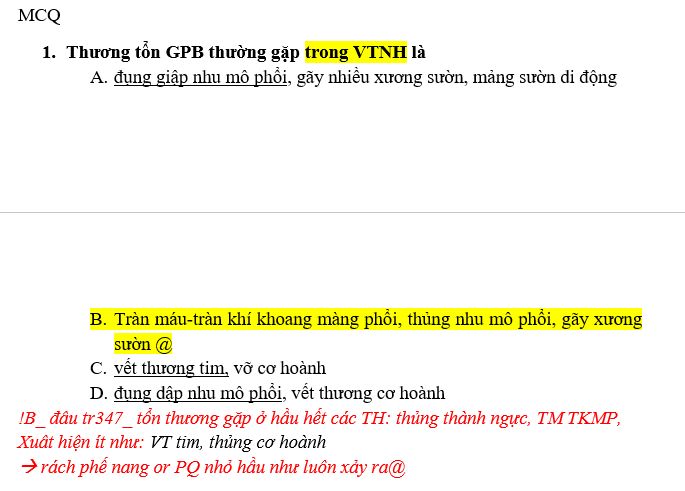 MCQ
1. Thương tổn GPB thường gặp trong VTNH là
A. đụng giập nhu mô phổi, gãy nhiều xương sườn, mảng sườn di động
B. Tràn máu-tràn khí khoang màng phổi, thủng nhu mô phổi, gãy xương
sườn @
C. vết thương tim, vỡ cơ hoành
D. đụng dập nhu mô phổi, vết thương cơ hoành
!B_ đâu tr347_ tổn thương gặp ở hầu hết các TH: thủng thành ngực, TM TKMP,
Xuât hiện ít như: VT tim, thủng cơ hoành
→ rách phế nang or PQ nhỏ hầu như luôn xảy ra@